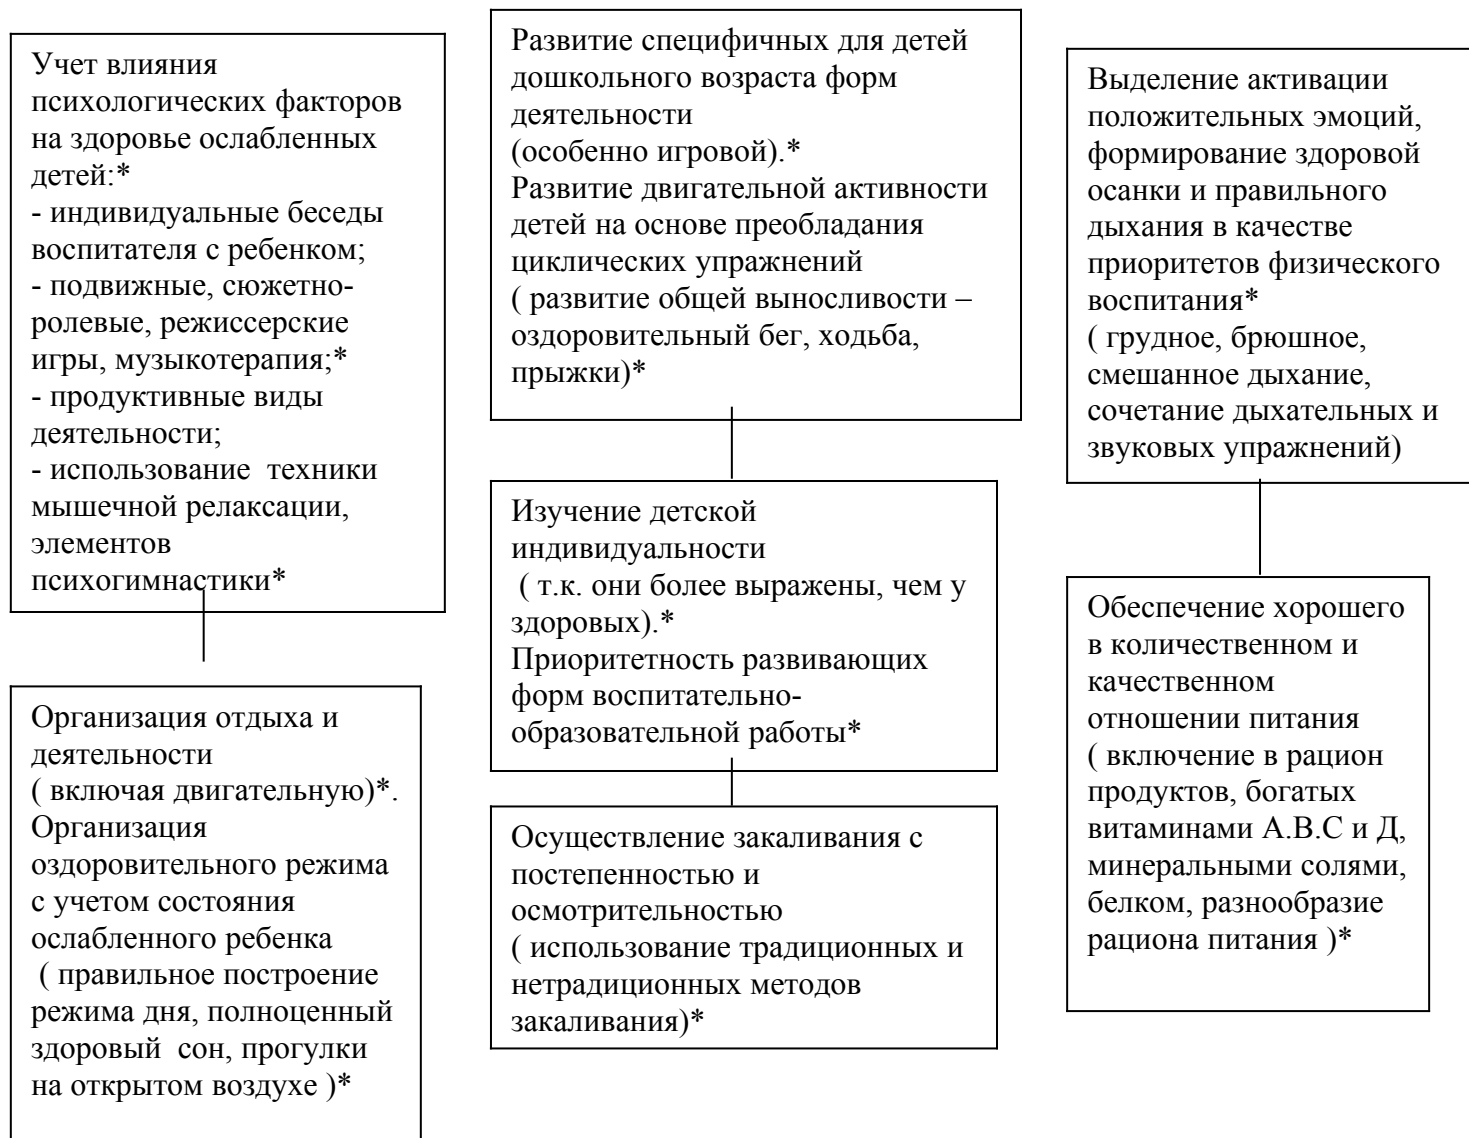 Учет влияния
психологических факторов
на здоровье ослабленных
детей:*
- индивидуальные беседы
воспитателя с ребенком;
- подвижные, сюжетно-
ролевые, режиссерские
игры, музыкотерапия;*
- продуктивные виды
деятельности;
- использование  техники
мышечной релаксации,
элементов
психогимнастики*
Организация отдыха и
деятельности
( включая двигательную)*.
Организация
оздоровительного режима
с учетом состояния
ослабленного ребенка
( правильное построение
режима дня, полноценный
здоровый  сон, прогулки
на открытом воздухе )*
Развитие специфичных для детей
дошкольного возраста форм
деятельности
(особенно игровой).*
Развитие двигательной активности
детей на основе преобладания
циклических упражнений
( развитие общей выносливости –
оздоровительный бег, ходьба,
прыжки)*
Изучение детской
индивидуальности
( т.к. они более выражены, чем у
здоровых).*
Приоритетность развивающих
форм воспитательно-
образовательной работы*
Осуществление закаливания с
постепенностью и
осмотрительностью
( использование традиционных и
нетрадиционных методов
закаливания)*
Выделение активации
положительных эмоций,
формирование здоровой
осанки и правильного
дыхания в качестве
приоритетов физического
воспитания*
( грудное, брюшное,
смешанное дыхание,
сочетание дыхательных и
звуковых упражнений)
Обеспечение хорошего
в количественном и
качественном
отношении питания
( включение в рацион
продуктов, богатых
витаминами А.В.С и Д,
минеральными солями,
белком, разнообразие
рациона питания )*